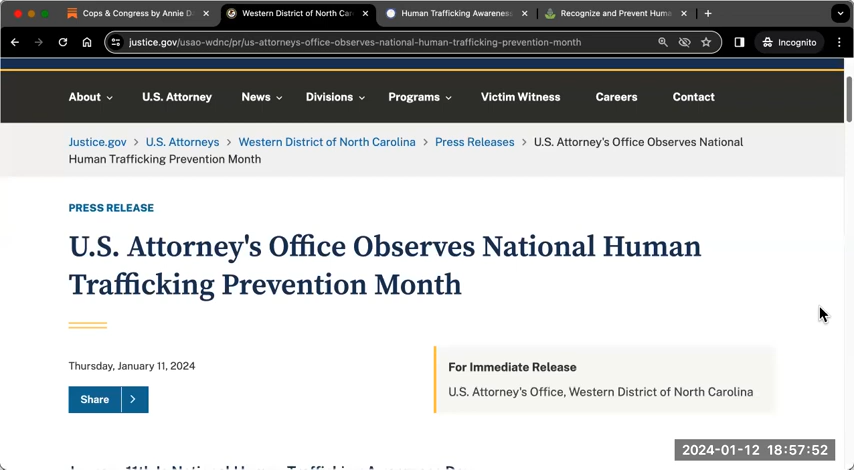 Cops & Congress by Annie D
Western District of North Car
Human Trafficking Awareness
Recognize and Prevent Huma
justice.gov/usao-wdnc/pr/us-attorneys-office-observes-national-human-trafficking-prevention-month
Incognito
About U.S. Attorney News Divisions Programs Victim Witness Careers Contact
Justice.gov > U.S. Attorneys > Western District of North Carolina > Press Releases > U.S. Attorney's Office Observes National
Human Trafficking Prevention Month
PRESS RELEASE
U.S. Attorney's Office Observes National Human
Trafficking Prevention Month
Thursday, January 11, 2024
For Immediate Release
U.S. Attorney's Office, Western District of North Carolina
Share
2024-01-12 18:57:52